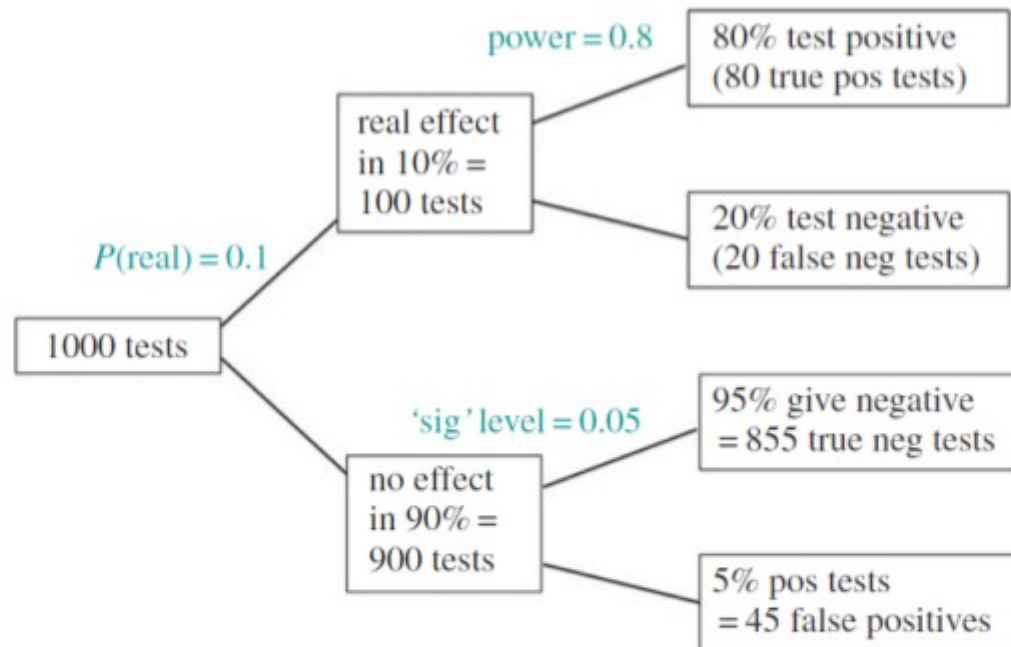 power = 0.8
80% test positive
(80 true pos tests)
real effect
in 10% =
100 tests
20% test negative
(20 false neg tests)
P(real) = 0.1
1000 tests
95% give negative
= 855 true neg tests
‘sig’ level = 0.05
no effect
in 90% =
900 tests
5% pos tests
= 45 false positives